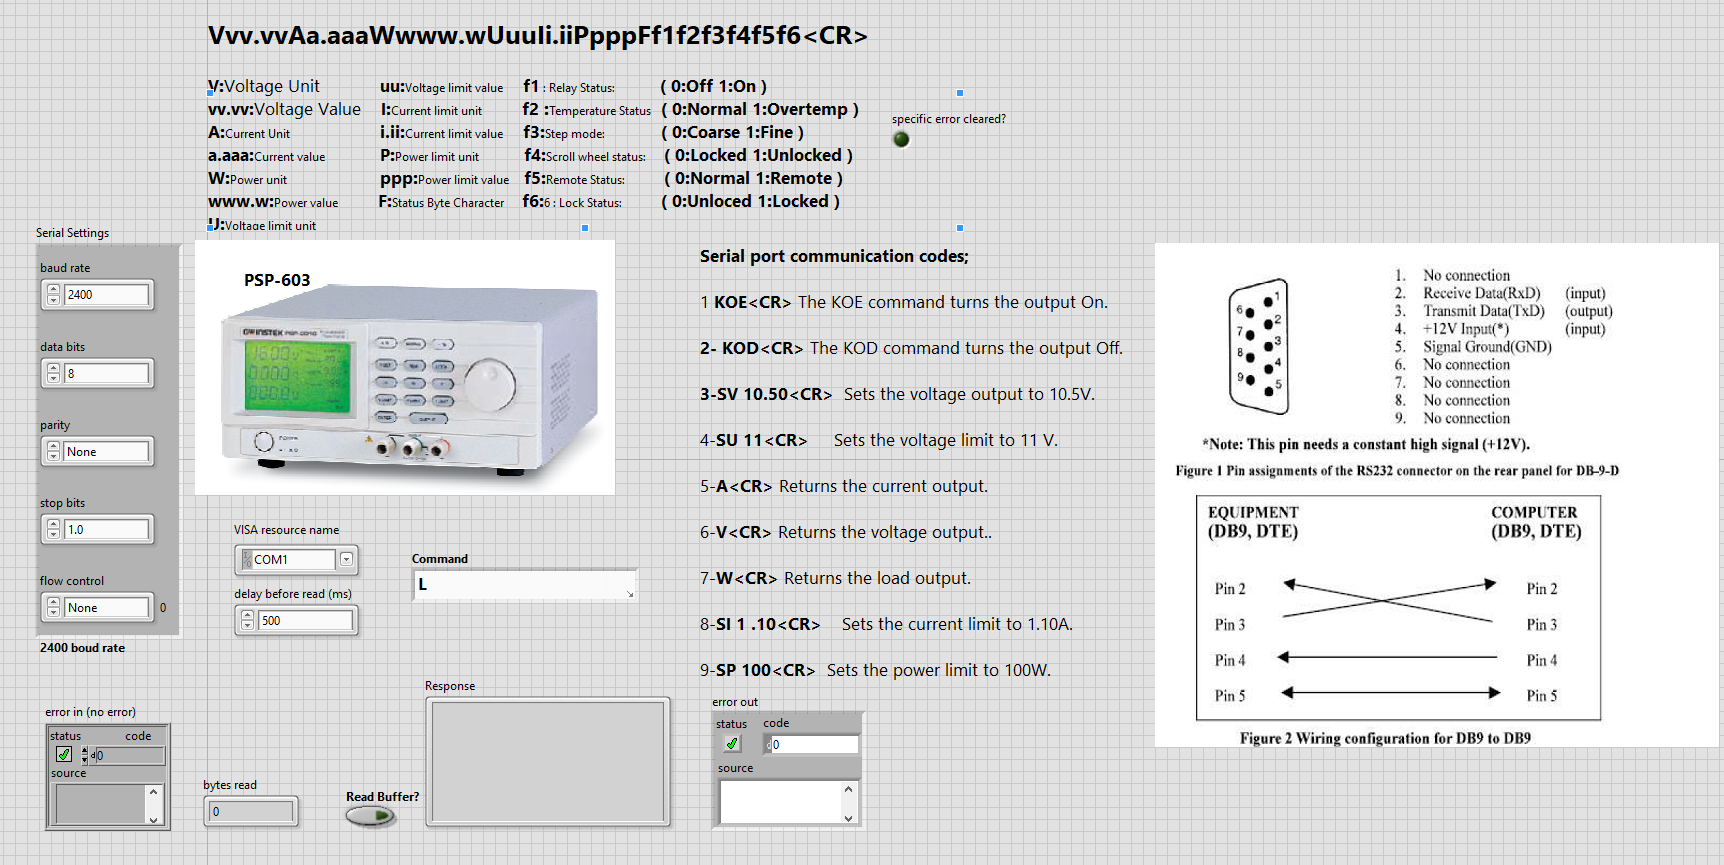 Vvv.vvAa.aaaWwww.wUuuIi.iiPpppFf1f2f3f4f5f6<CR>
V:Voltage Unit
vv.vv:Voltage Value
A:Current Unit
a.aaa:Current value
W:Power unit
www.w:Power value
U:Voltage limit unit
uu:Voltage limit value
I:Current limit unit
i.ii:Current limit value
P:Power limit unit
ppp:Power limit value
F:Status Byte Character
f1 : Relay Status: ( 0:Off 1:On )
f2 :Temperature Status ( 0:Normal 1:Overtemp )
f3:Step mode: ( 0:Coarse 1:Fine )
f4:Scroll wheel status: ( 0:Locked 1:Unlocked )
f5:Remote Status: ( 0:Normal 1:Remote )
f6:6 : Lock Status: ( 0:Unloced 1:Locked )
specific error cleared?
Serial Settings
baud rate
2400
data bits
8
parity
None
stop bits
1.0
flow control
None 0
2400 boud rate
PSP-603
GWINSTEK
VISA resource name
COM1
delay before read (ms)
500
Command
L
Serial port communication codes;
1 KOE<CR> The KOE command turns the output On.
2- KOD<CR> The KOD command turns the output Off.
3-SV 10.50<CR> Sets the voltage output to 10.5V.
4-SU 11<CR> Sets the voltage limit to 11 V.
5-A<CR> Returns the current output.
6-V<CR> Returns the voltage output..
7-W<CR> Returns the load output.
8-SI 1 .10<CR> Sets the current limit to 1.10A.
9-SP 100<CR> Sets the power limit to 100W.
6
7
8
9
1
2
3
4
5
1. No connection
2. Receive Data(RxD) (input)
3. Transmit Data(TxD) (output)
4. +12V Input(*) (input)
5. Signal Ground(GND)
6. No connection
7. No connection
8. No connection
9. No connection
*Note: This pin needs a constant high signal (+12V).
Figure 1 Pin assignments of the RS232 connector on the rear panel for DB-9-D
EQUIPMENT COMPUTER
(DB9, DTE) (DB9, DTE)
Pin 2 Pin 2
Pin 3 Pin 3
Pin 4 Pin 4
Pin 5 Pin 5
Figure 2 Wiring configuration for DB9 to DB9
error in (no error)
status code
d0
source
bytes read
0
Read Buffer?
Response
error out
status code
d0
source